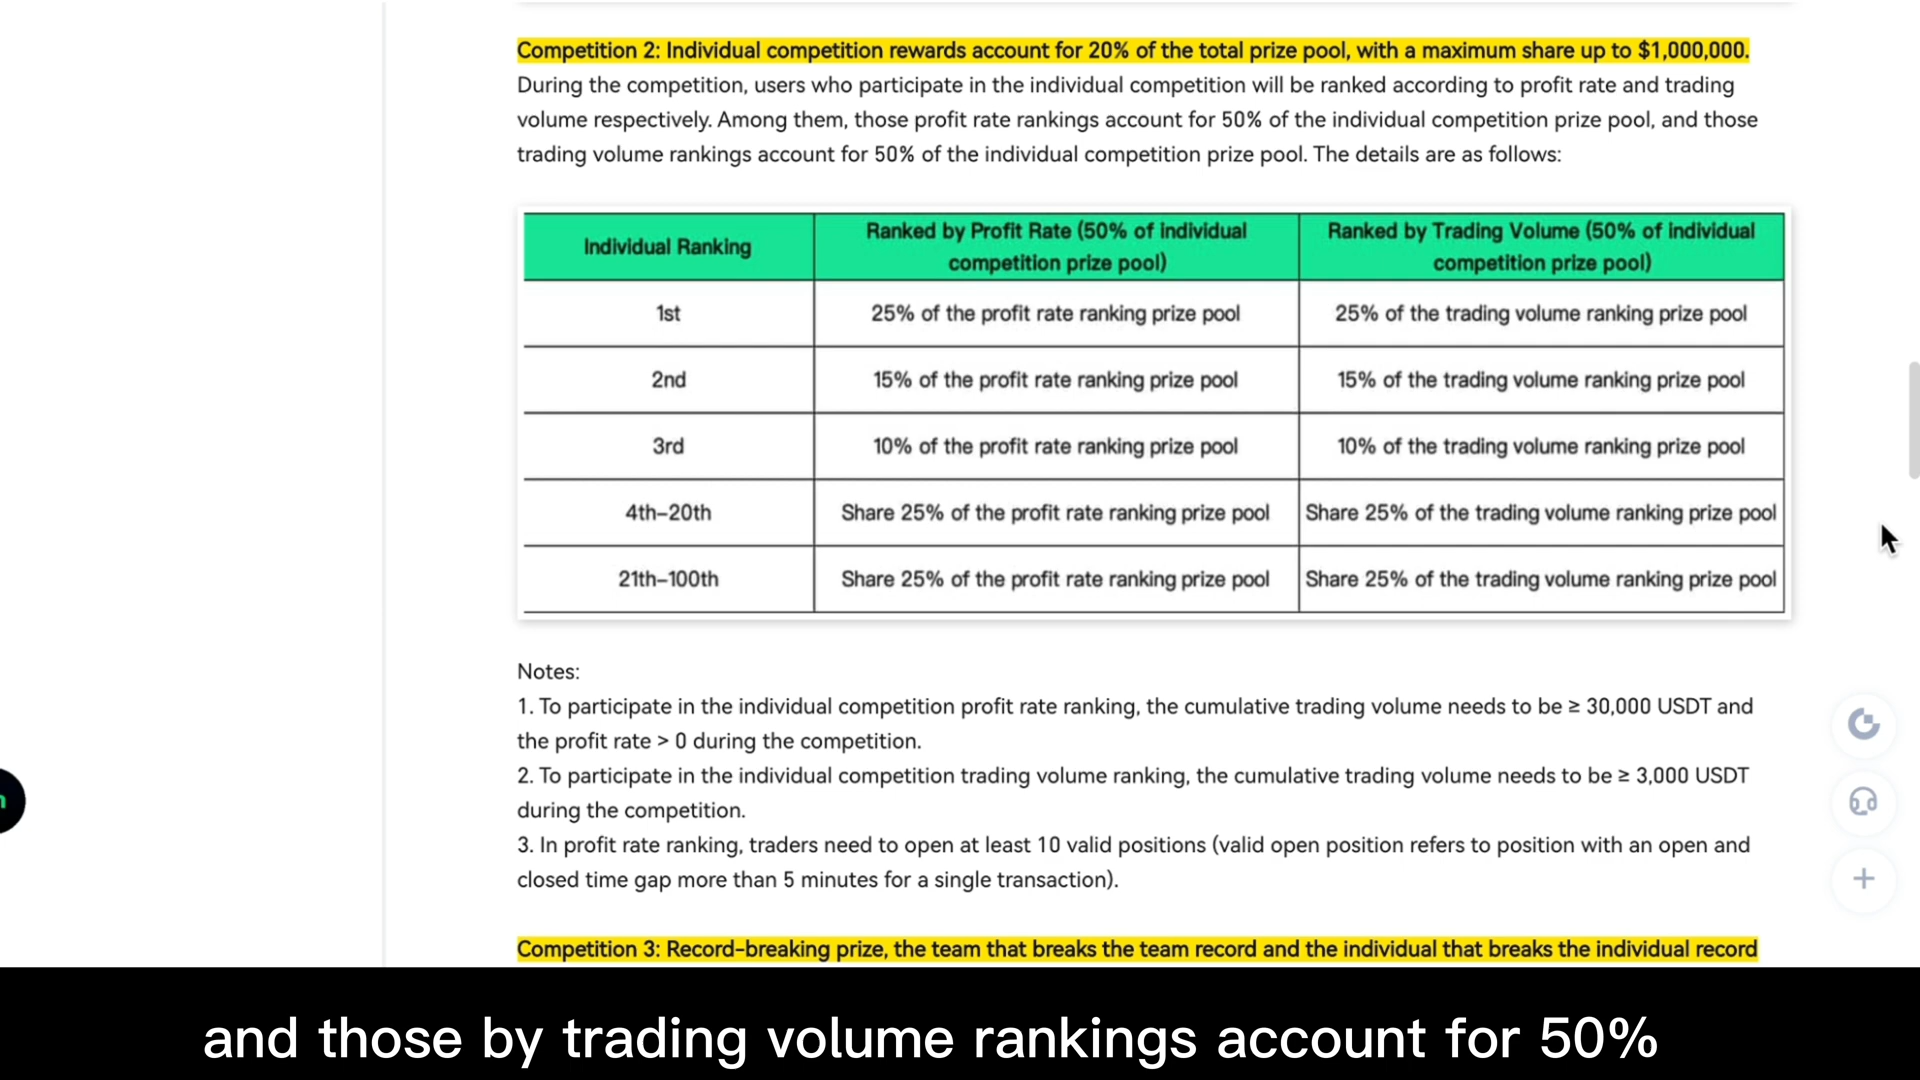 Competition 2: Individual competition rewards account for 20% of the total prize pool, with a maximum share up to $1,000,000.
During the competition, users who participate in the individual competition will be ranked according to profit rate and trading
volume respectively. Among them, those profit rate rankings account for 50% of the individual competition prize pool, and those
trading volume rankings account for 50% of the individual competition prize pool. The details are as follows:
Individual Ranking
Ranked by Profit Rate (50% of individual
competition prize pool)
Ranked by Trading Volume (50% of individual
competition prize pool)
1st
25% of the profit rate ranking prize pool
25% of the trading volume ranking prize pool
2nd
15% of the profit rate ranking prize pool
15% of the trading volume ranking prize pool
3rd
10% of the profit rate ranking prize pool
10% of the trading volume ranking prize pool
4th–20th
Share 25% of the profit rate ranking prize pool
Share 25% of the trading volume ranking prize pool
21th–100th
Share 25% of the profit rate ranking prize pool
Share 25% of the trading volume ranking prize pool
Notes:
1. To participate in the individual competition profit rate ranking, the cumulative trading volume needs to be ≥ 30,000 USDT and
the profit rate > 0 during the competition.
2. To participate in the individual competition trading volume ranking, the cumulative trading volume needs to be ≥ 3,000 USDT
during the competition.
3. In profit rate ranking, traders need to open at least 10 valid positions (valid open position refers to position with an open and
closed time gap more than 5 minutes for a single transaction).
Competition 3: Record-breaking prize, the team that breaks the team record and the individual that breaks the individual record
and those by trading volume rankings account for 50%